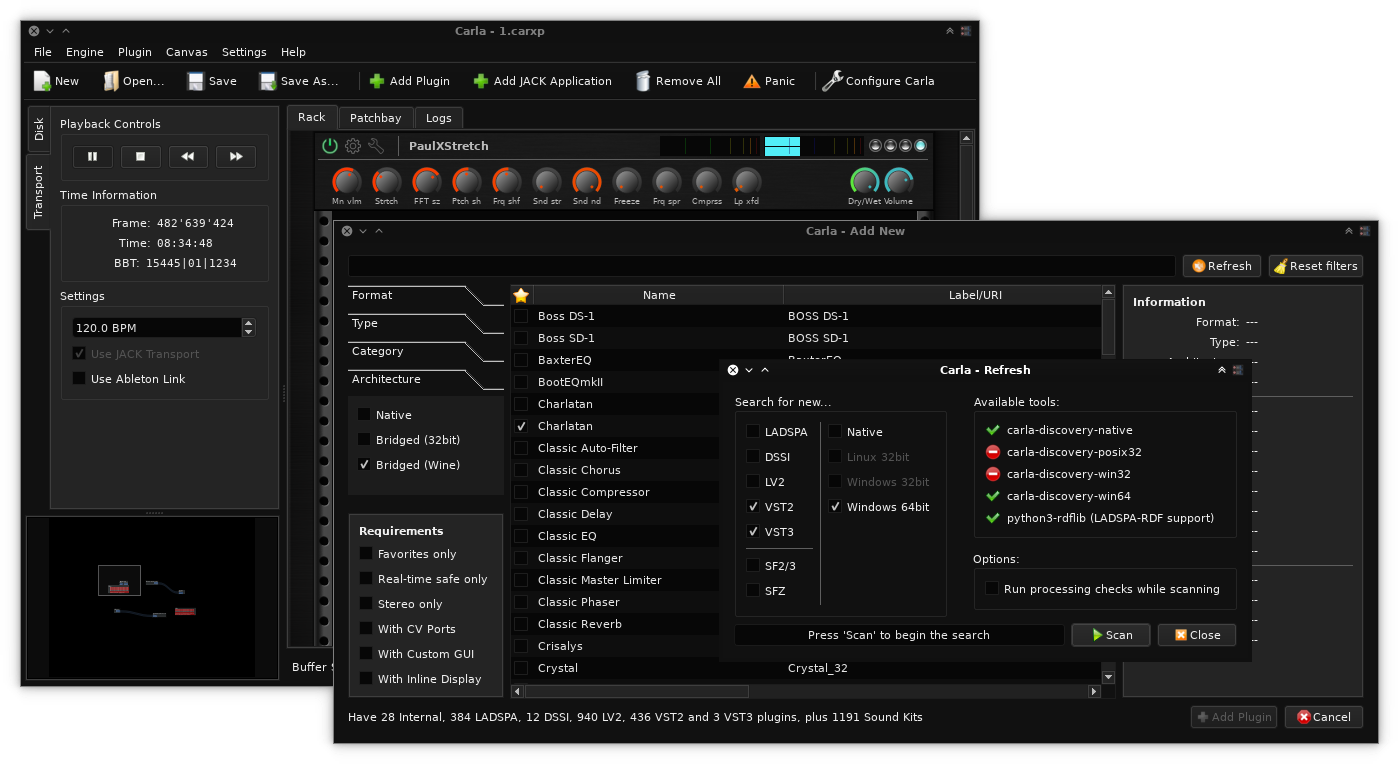 Carla - 1.carxp
File Engine Plugin Canvas Settings Help
New Open... Save Save As... Add Plugin Add JACK Application Remove All Panic Configure Carla
Disk
Transport
Playback Controls
Time Information
Frame: 482'639'424
Time: 08:34:48
BBT: 15445|01|1234
Settings
120.0 BPM
Use JACK Transport
Use Ableton Link
Rack Patchbay Logs
PaulXStretch
Mn vlm Strtch FFT sz Ptch sh Frq shf Snd str Snd nd Freeze Frq spr Cmprss Lp xfd Dry/Wet Volume
Buffer
Carla - Add New
Refresh Reset filters
Format
Type
Category
Architecture
Native
Bridged (32bit)
Bridged (Wine)
Requirements
Favorites only
Real-time safe only
Stereo only
With CV Ports
With Custom GUI
With Inline Display
Name Label/URI
Boss DS-1 BOSS DS-1
Boss SD-1 BOSS SD-1
BaxterEQ BaxterEQ
BootEQmkII
Charlatan
Charlatan
Classic Auto-Filter
Classic Chorus
Classic Compressor
Classic Delay
Classic EQ
Classic Flanger
Classic Master Limiter
Classic Phaser
Classic Reverb
Crisalys
Crystal Crystal_32
Information
Format: ---
Type: ---
Have 28 Internal, 384 LADSPA, 12 DSSI, 940 LV2, 436 VST2 and 3 VST3 plugins, plus 1191 Sound Kits
Add Plugin Cancel
Carla - Refresh
Search for new...
LADSPA
DSSI
LV2
VST2
VST3
SF2/3
SFZ
Native
Linux 32bit
Windows 32bit
Windows 64bit
Available tools:
carla-discovery-native
carla-discovery-posix32
carla-discovery-win32
carla-discovery-win64
python3-rdflib (LADSPA-RDF support)
Options:
Run processing checks while scanning
Press 'Scan' to begin the search
Scan Close